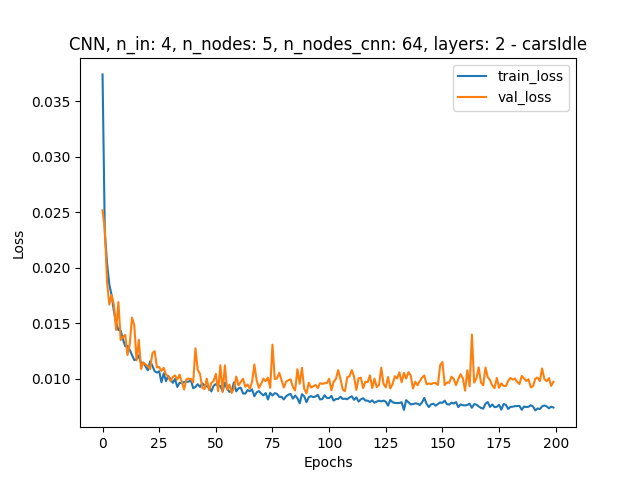 CNN, n_in: 4, n_nodes: 5, n_nodes_cnn: 64, layers: 2 - carsIdle
train_loss
val_loss
Loss
0.035
0.030
0.025
0.020
0.015
0.010
0 25 50 75 100 125 150 175 200
Epochs